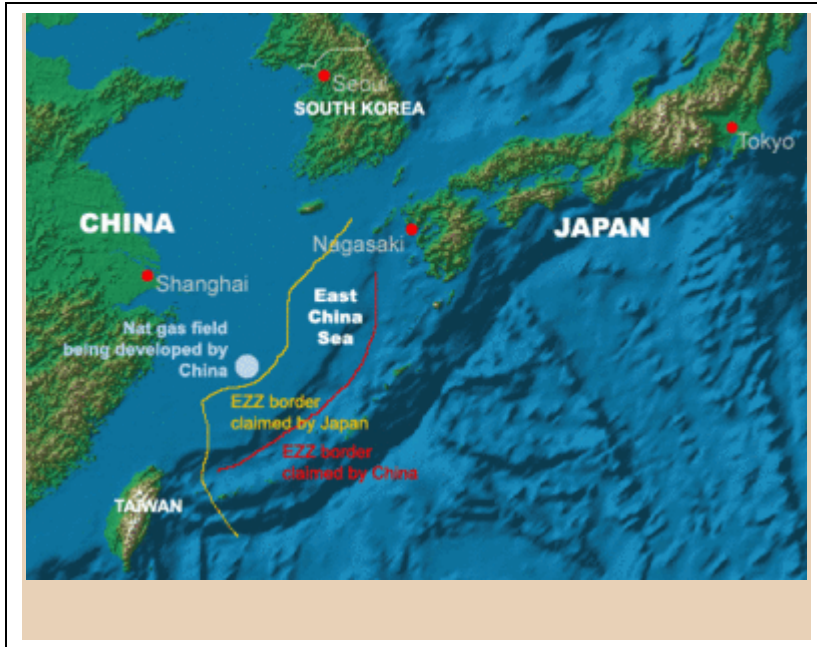 Seoul
SOUTH KOREA
Tokyo
CHINA
JAPAN
Nagasaki
Shanghai
East
China
Sea
Nat gas field
being developed by
China
EZZ border
claimed by Japan
EZZ border
claimed by China
TAIWAN